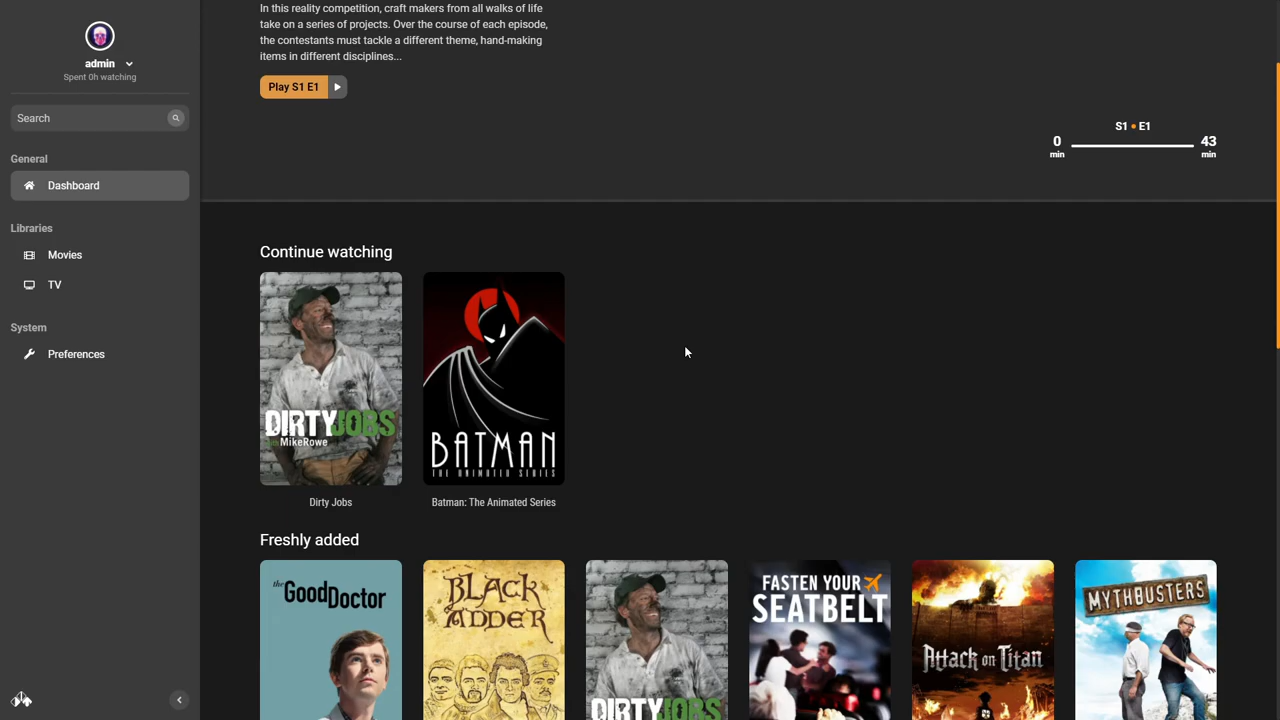 admin
Spent 0h watching
Search
General
Dashboard
Libraries
Movies
TV
System
Preferences
In this reality competition, craft makers from all walks of life
take on a series of projects. Over the course of each episode,
the contestants must tackle a different theme, hand-making
items in different disciplines...
Play S1 E1
S1 • E1
0
min
43
min
Continue watching
DIRTYJOBS
with MikeRowe
BATMAN
THE ANIMATED SERIES
Dirty Jobs
Batman: The Animated Series
Freshly added
the GoodDoctor
BLACK
ADDER
DIRTYJOBS
FASTEN YOUR
SEATBELT
Attack on Titan
MYTHBUSTERS